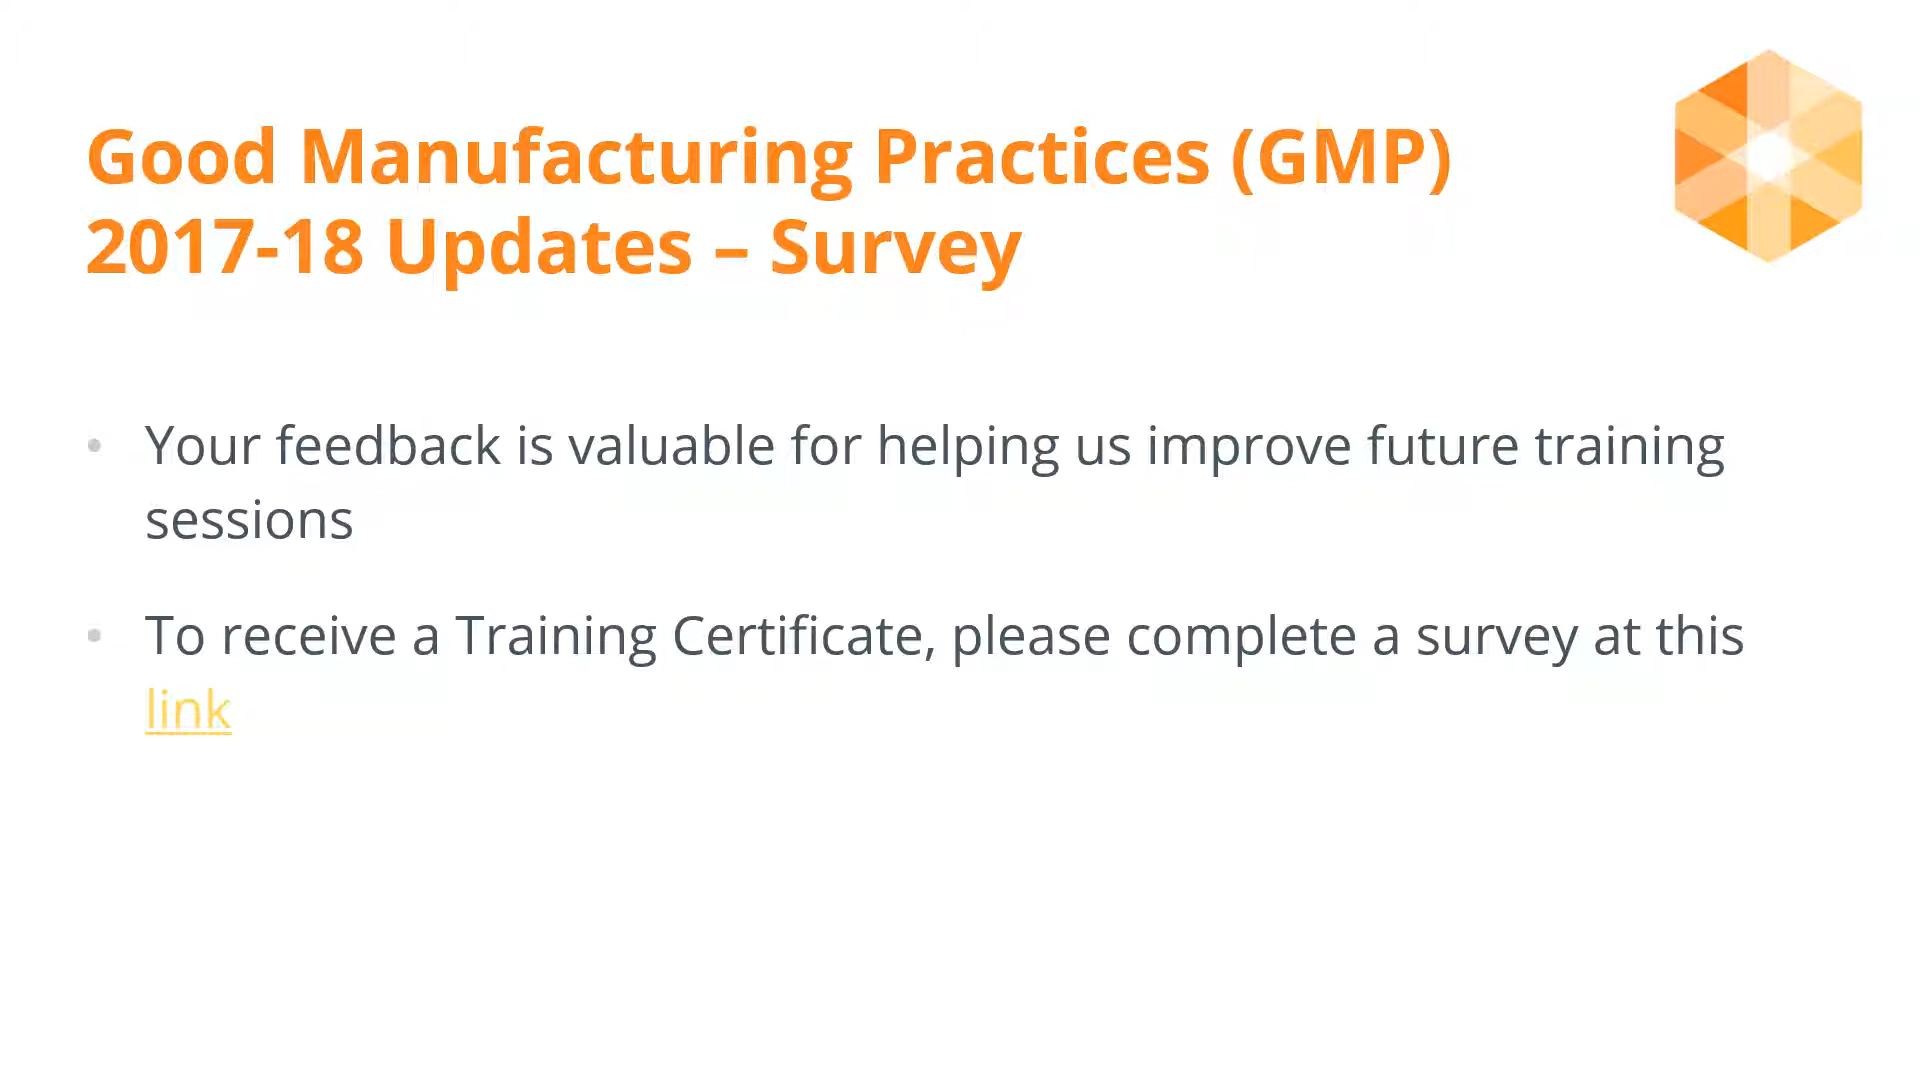 Good Manufacturing Practices (GMP)
2017-18 Updates – Survey
• Your feedback is valuable for helping us improve future training
sessions
• To receive a Training Certificate, please complete a survey at this
link